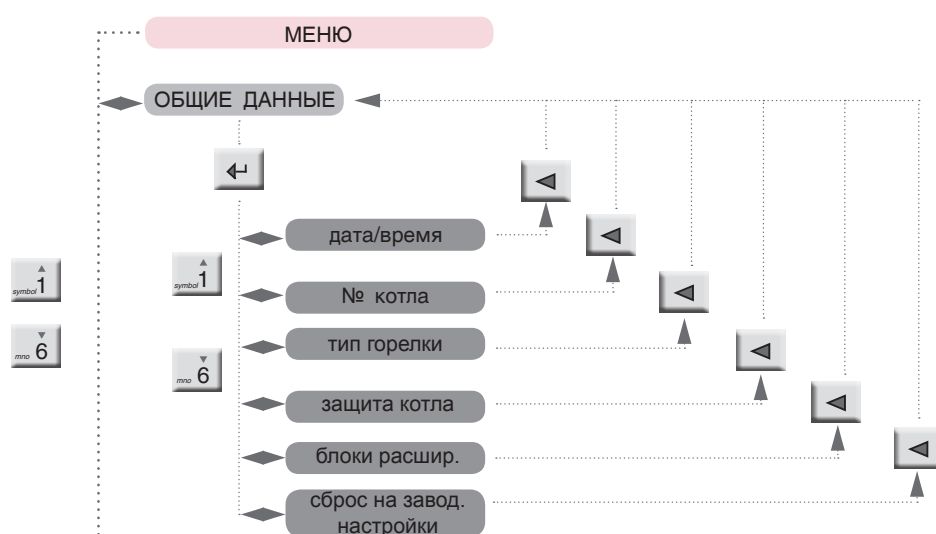 МЕНЮ
ОБЩИЕ ДАННЫЕ
дата/время
symbol 1
symbol 1
№ котла
тип горелки
mno 6
mno 6
защита котла
блоки расшир.
сброс на завод.
настройки